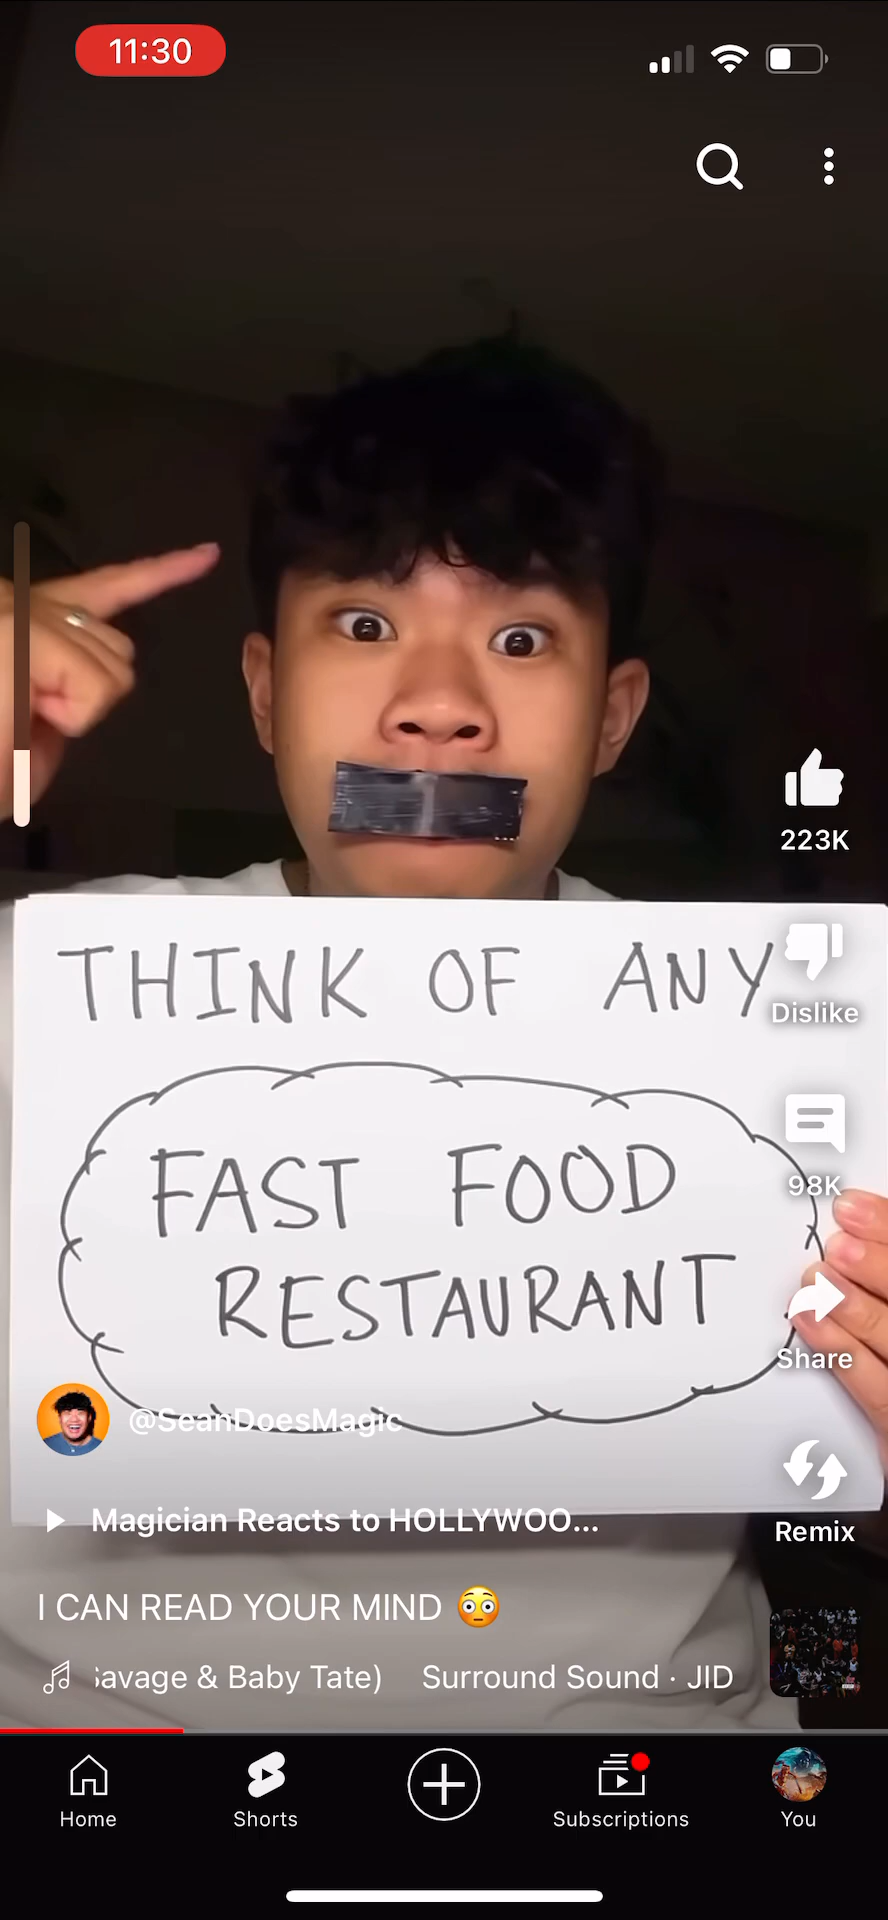 11:30
THINK OF ANY
FAST FOOD
RESTAURANT
223K
Dislike
98K
Share
Remix
@SeanDoesMagic
Magician Reacts to HOLLYWOO...
I CAN READ YOUR MIND 😳
Savage & Baby Tate) Surround Sound · JID
Home
Shorts
Subscriptions
You